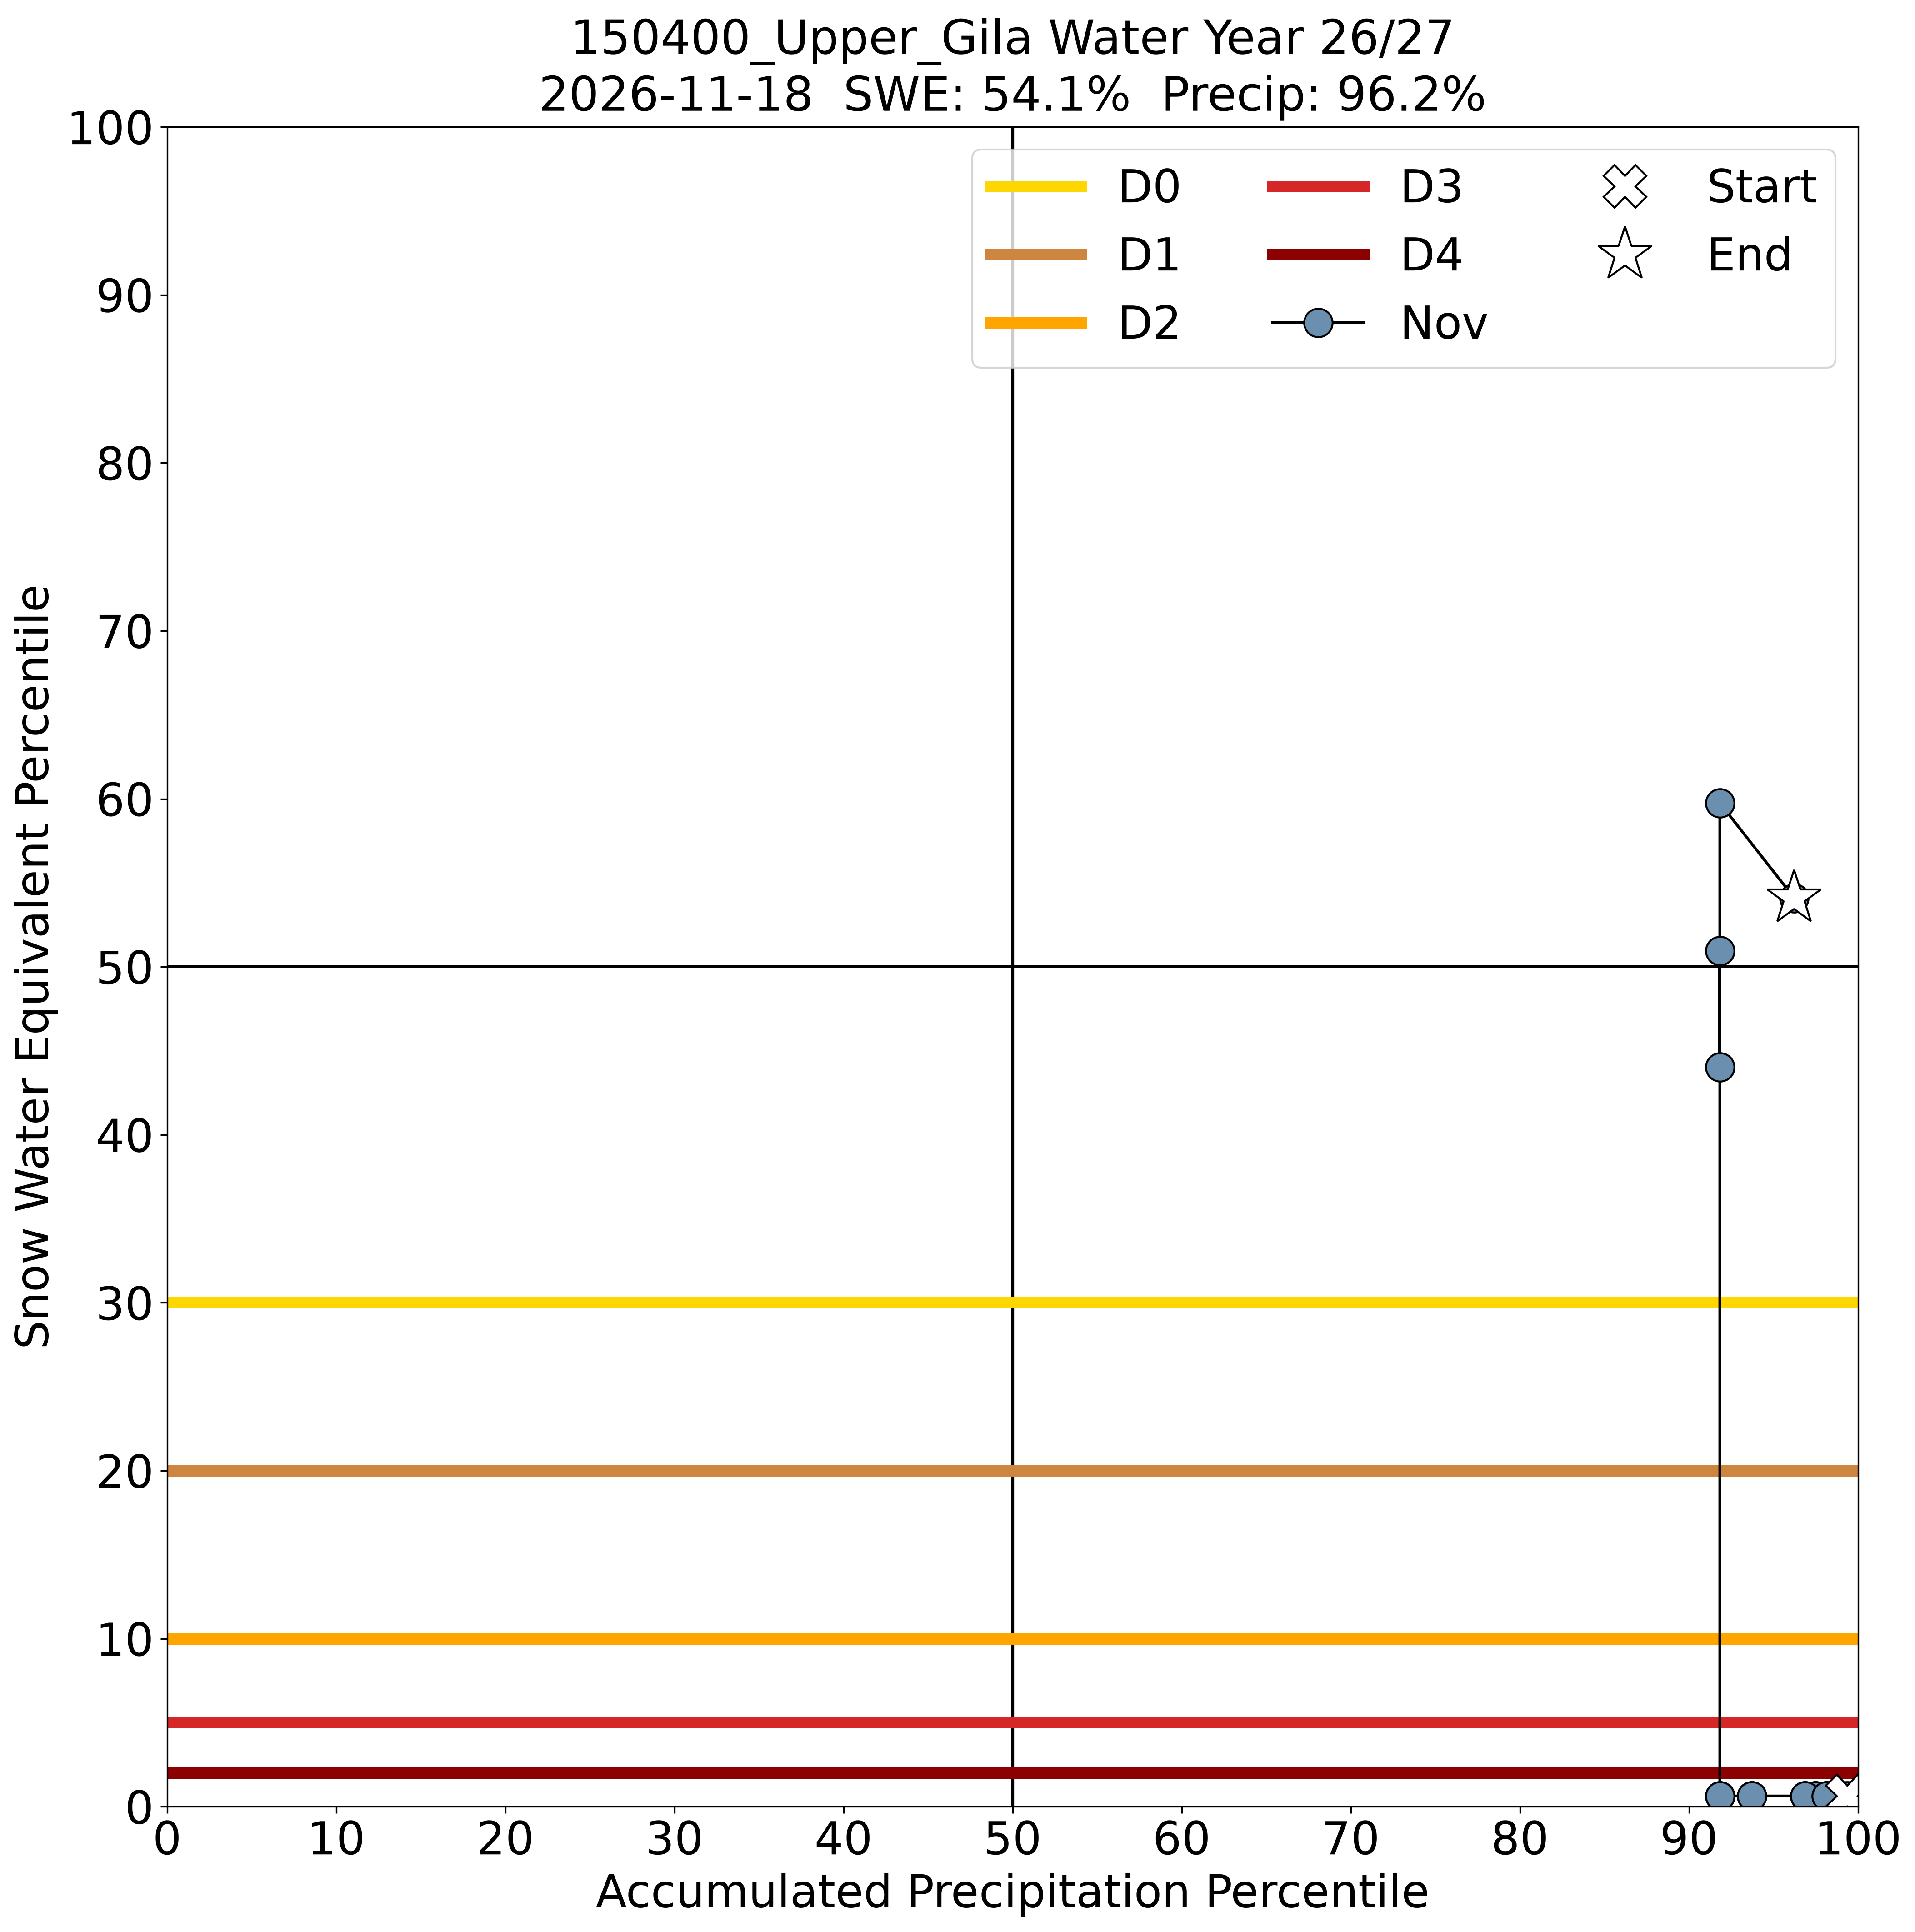 150400_Upper_Gila Water Year 26/27
2026-11-18  SWE: 54.1%  Precip: 96.2%
100
90
80
70
60
50
40
30
20
10
0
Snow Water Equivalent Percentile
D0
D1
D2
D3
D4
Nov
Start
End
0 10 20 30 40 50 60 70 80 90 100
Accumulated Precipitation Percentile